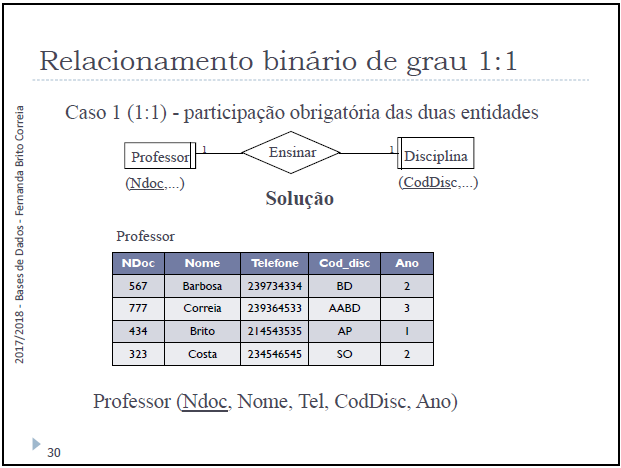 Relacionamento binário de grau 1:1
Caso 1 (1:1) - participação obrigatória das duas entidades
Professor 1 Ensinar 1 Disciplina
(Ndoc,...) (CodDisc,...)
Solução
Professor
NDoc Nome Telefone Cod_disc Ano
567 Barbosa 239734334 BD 2
777 Correia 239364533 AABD 3
434 Brito 214543535 AP 1
323 Costa 234546545 SO 2
Professor (Ndoc, Nome, Tel, CodDisc, Ano)
2017/2018 - Bases de Dados - Fernanda Brito Correia
30